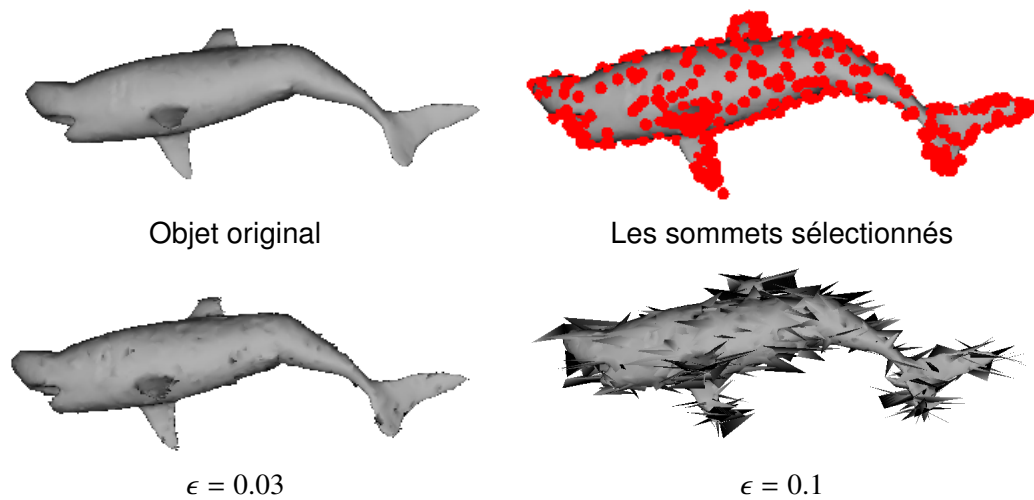 Objet original
Les sommets sélectionnés
ϵ = 0.03
ϵ = 0.1